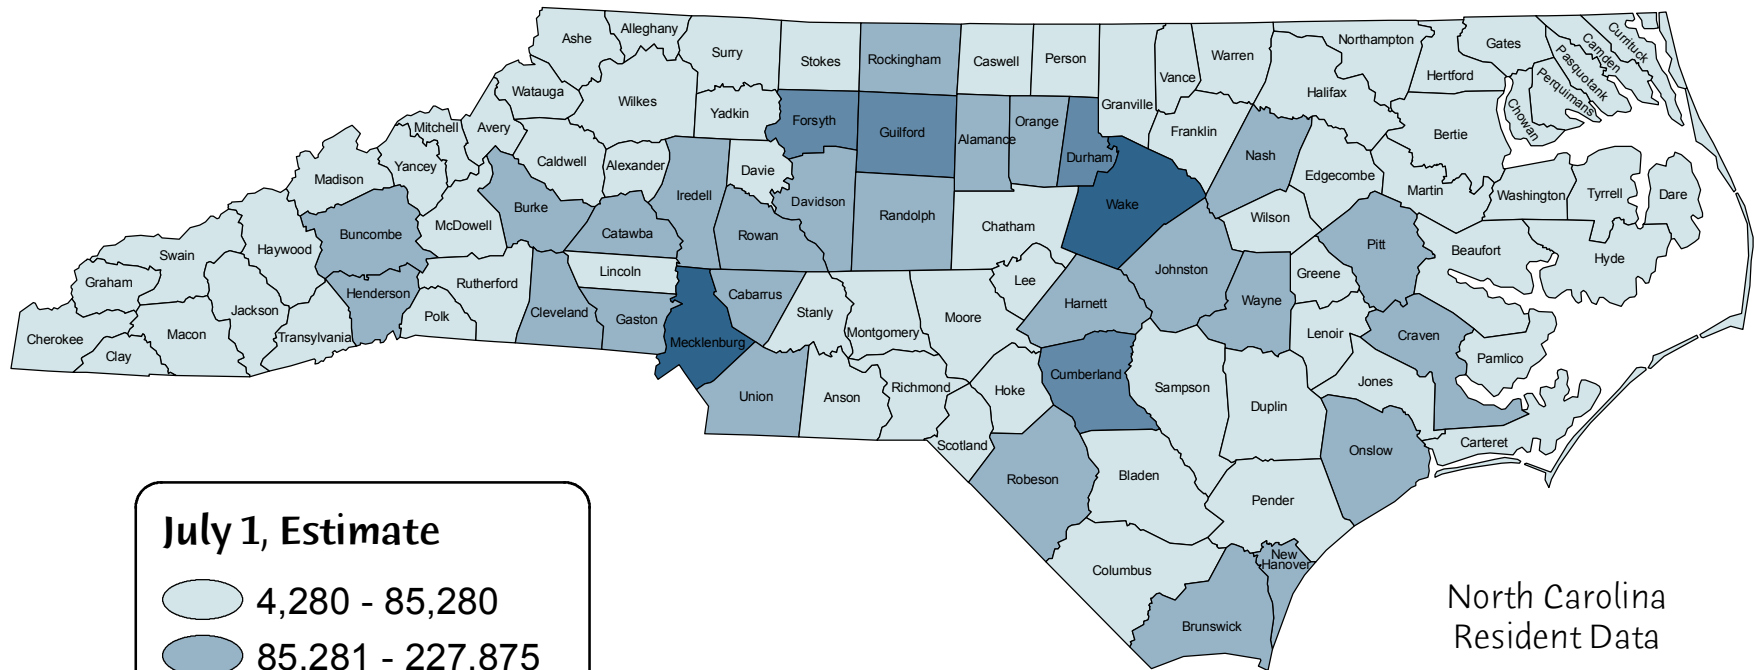 Ashe
Alleghany
Surry
Stokes
Rockingham
Caswell
Person
Granville
Vance
Warren
Northampton
Gates
Currituck
Camden
Pasquotank
Perquimans
Chowan
Hertford
Halifax
Watauga
Wilkes
Yadkin
Forsyth
Guilford
Alamance
Orange
Durham
Franklin
Nash
Bertie
Mitchell
Avery
Yancey
Caldwell
Alexander
Iredell
Davie
Davidson
Randolph
Chatham
Wake
Edgecombe
Wilson
Martin
Washington
Tyrrell
Dare
Madison
Buncombe
McDowell
Burke
Catawba
Rowan
Johnston
Pitt
Beaufort
Hyde
Swain
Haywood
Graham
Jackson
Henderson
Rutherford
Lincoln
Cleveland
Gaston
Cabarrus
Stanly
Montgomery
Moore
Lee
Harnett
Wayne
Greene
Lenoir
Craven
Pamlico
Cherokee
Clay
Macon
Transylvania
Polk
Mecklenburg
Union
Anson
Richmond
Hoke
Cumberland
Sampson
Duplin
Jones
Carteret
Scotland
Robeson
Bladen
Pender
Onslow
Columbus
Brunswick
New
Hanover
July 1, Estimate
4,280 - 85,280
85,281 - 227,875
North Carolina
Resident Data